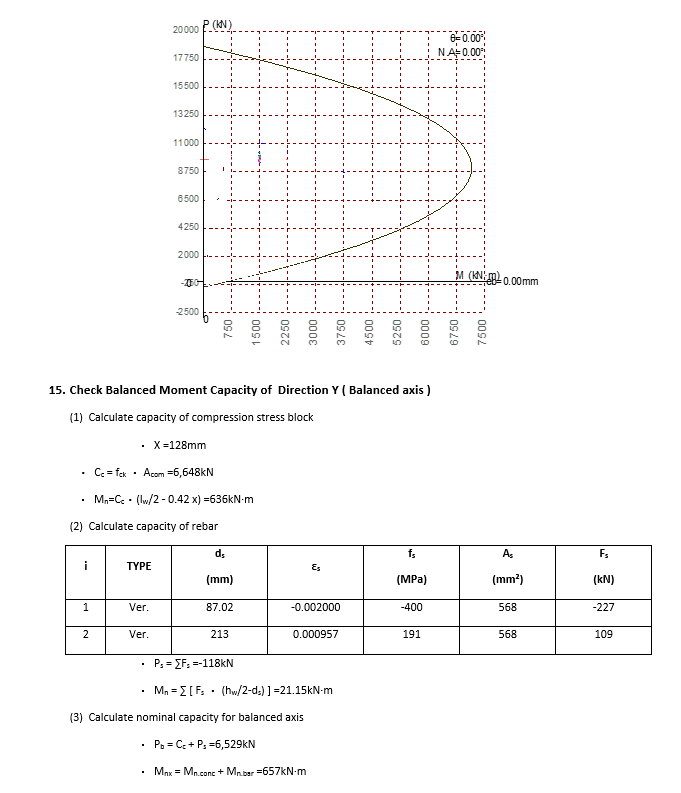 P (kN)
20000
θ=0.00°
N.A=0.00°
17750
15500
13250
11000
8750
6500
4250
2000
M (kN·m)
-250
0
cb=0.00mm
-2500
0
750
1500
2250
3000
3750
4500
5250
6000
6750
7500
15. Check Balanced Moment Capacity of Direction Y ( Balanced axis )
(1) Calculate capacity of compression stress block
· X =128mm
· Cc = fck · Acom =6,648kN
· Mn=Cc · (lw/2 - 0.42 x) =636kN·m
(2) Calculate capacity of rebar
i TYPE ds (mm) εs fs (MPa) As (mm²) Fs (kN)
1 Ver. 87.02 -0.002000 -400 568 -227
2 Ver. 213 0.000957 191 568 109
· Ps = ∑Fs =-118kN
· Mn = ∑ [ Fs · (hw/2-ds) ] =21.15kN·m
(3) Calculate nominal capacity for balanced axis
· Pb = Cc + Ps =6,529kN
· Mnx = Mn.conc + Mn.bar =657kN·m